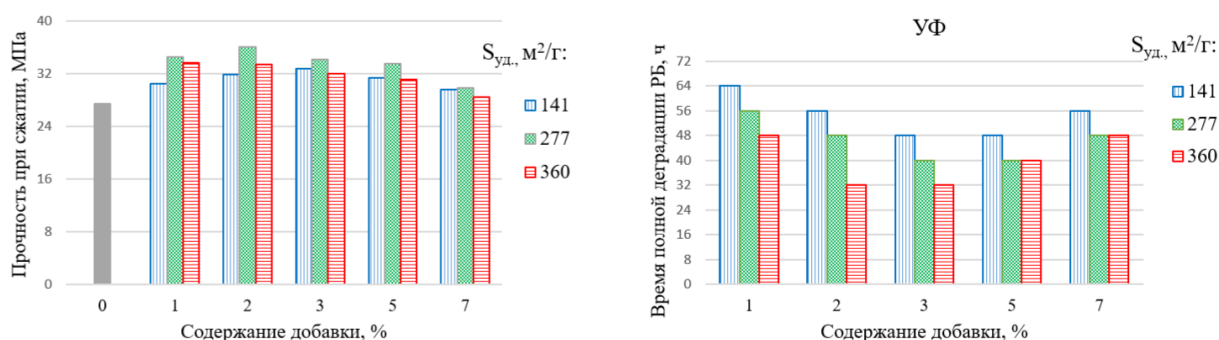 Прочность при сжатии, МПа
40
32
24
16
8
0
0 1 2 3 5 7
Содержание добавки, %
Sуд., м²/г:
141
277
360
УФ
Время полной деградации РБ, ч
72
64
56
48
40
32
24
16
8
0
1 2 3 5 7
Содержание добавки, %
Sуд., м²/г:
141
277
360